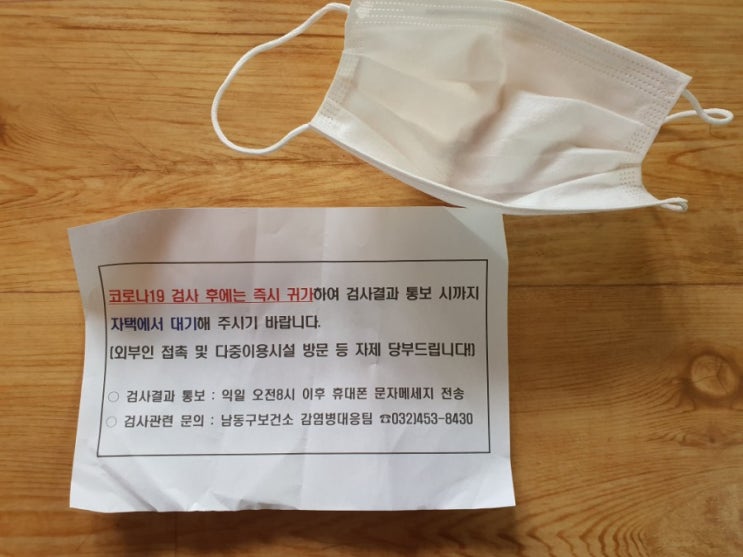 코로나19 검사 후에는 즉시 귀가하여 검사결과 통보 시까지
자택에서 대기해 주시기 바랍니다.
(외부인 접촉 및 다중이용시설 방문 등 자제 당부드립니다!)
○ 검사결과 통보 : 익일 오전8시 이후 휴대폰 문자메세지 전송
○ 검사관련 문의 : 남동구보건소 감염병대응팀 ☎032)453-8430